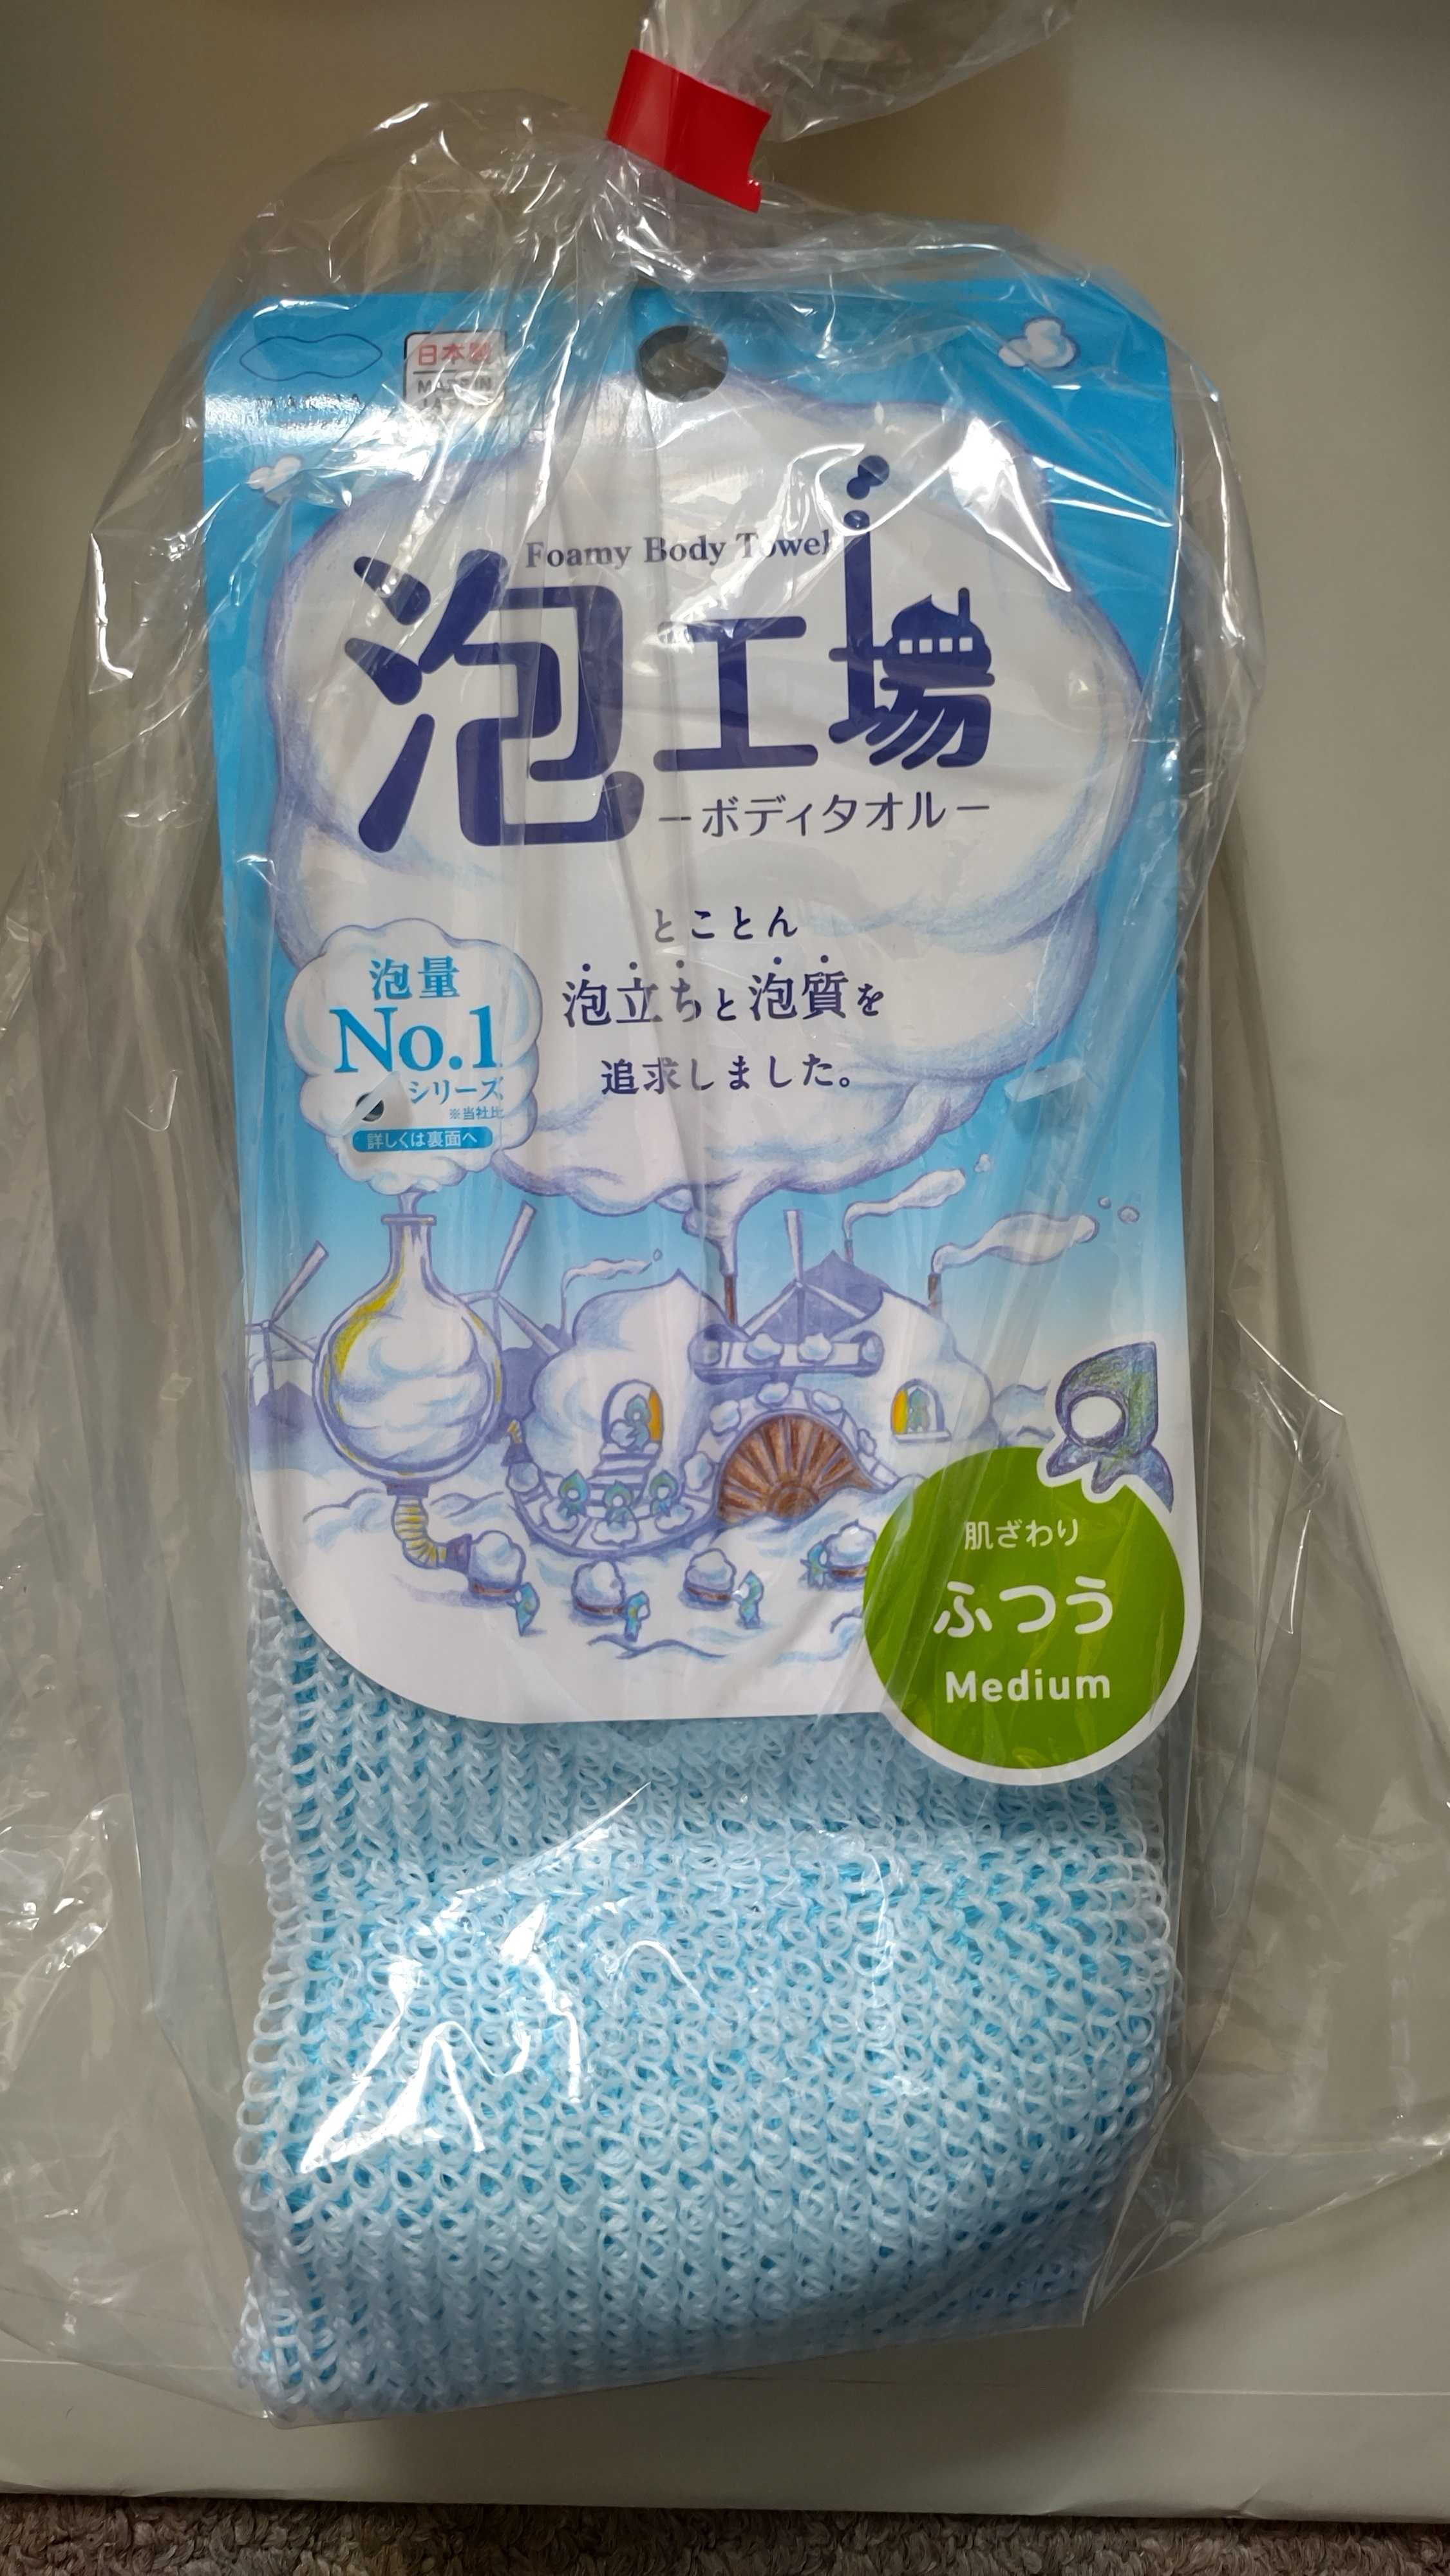 日本製
MADE IN
Foamy Body Towel
泡工場
ーボディタオルー
とことん
泡立ちと泡質を
追求しました。
泡量
No.1
シリーズ
※当社比
詳しくは裏面へ
肌ざわり
ふつう
Medium